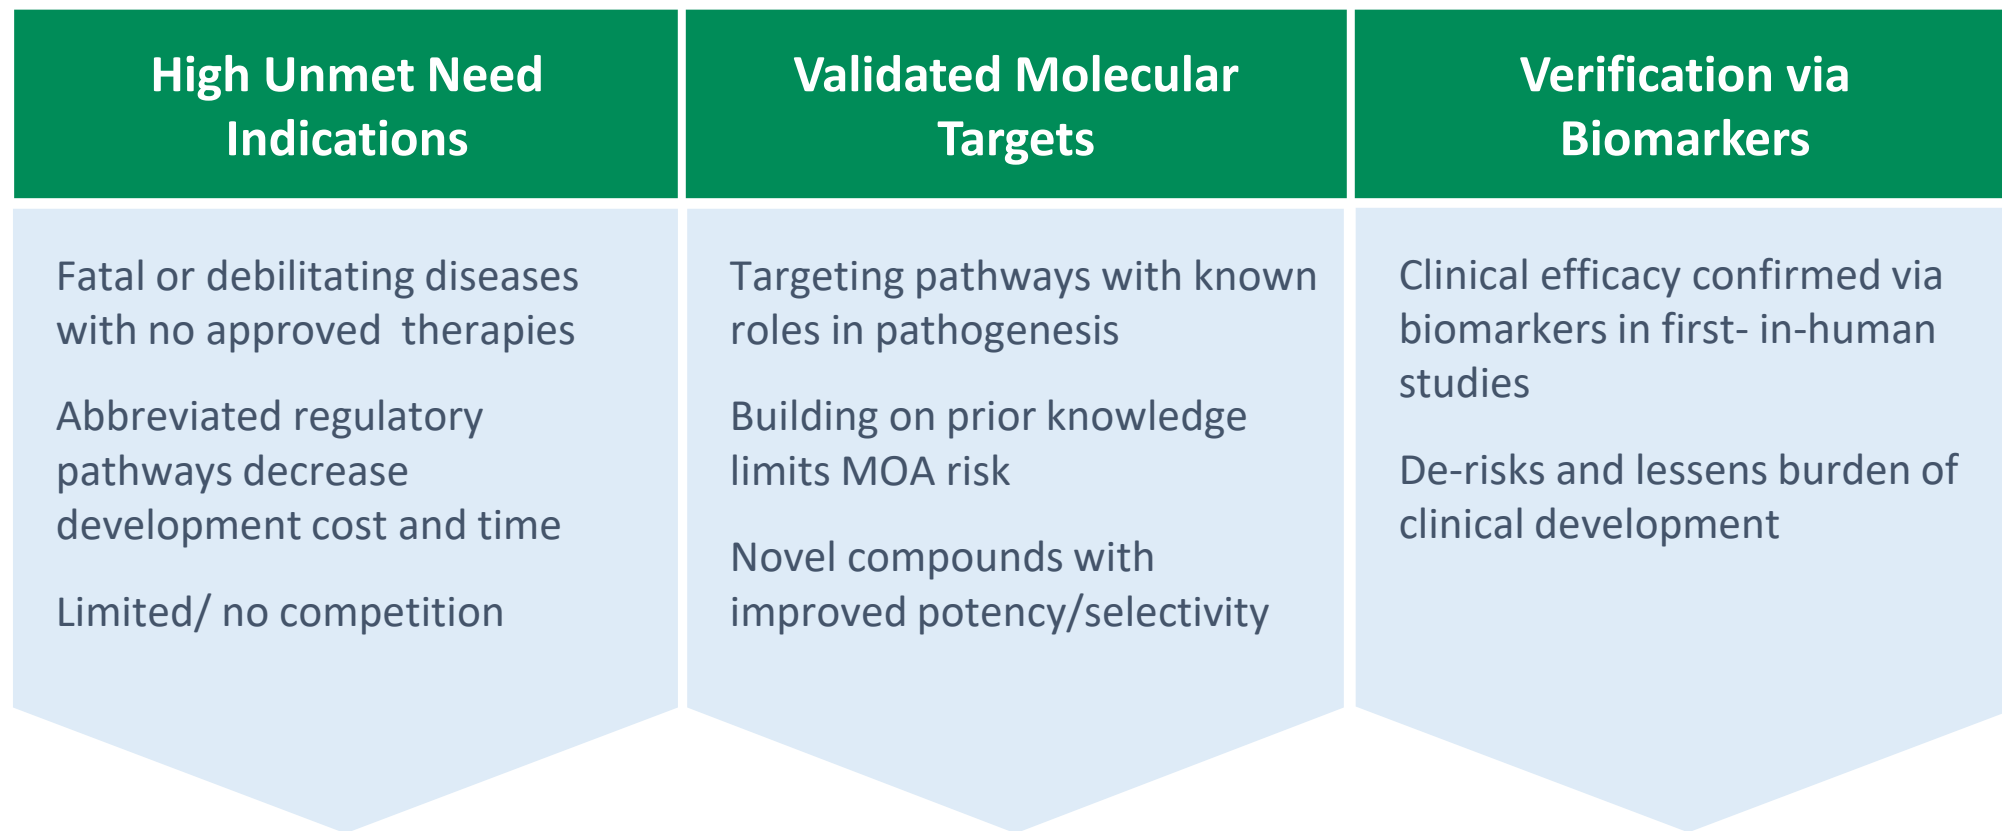 High Unmet Need
Indications
Fatal or debilitating diseases
with no approved  therapies
Abbreviated regulatory
pathways decrease
development cost and time
Limited/ no competition
Validated Molecular
Targets
Targeting pathways with known
roles in pathogenesis
Building on prior knowledge
limits MOA risk
Novel compounds with
improved potency/selectivity
Verification via
Biomarkers
Clinical efficacy confirmed via
biomarkers in first- in-human
studies
De-risks and lessens burden of
clinical development